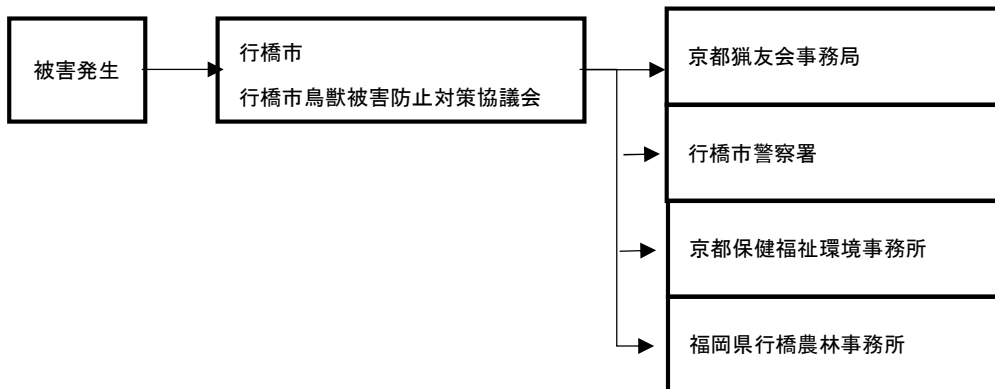 被害発生
行橋市
行橋市鳥獣被害防止対策協議会
京都猟友会事務局
行橋市警察署
京都保健福祉環境事務所
福岡県行橋農林事務所